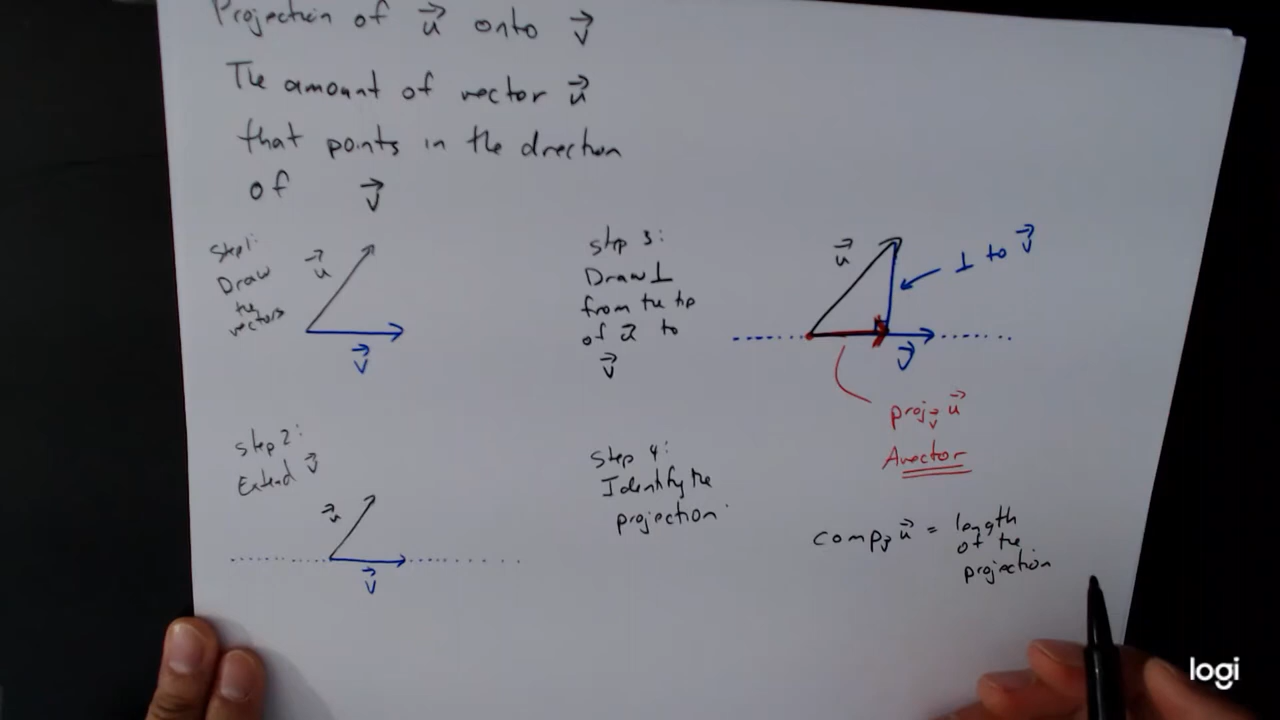 Projection of u⃗ onto v⃗
The amount of vector u⃗
that points in the direction
of v⃗
Step 1:
Draw
the
vectors
u⃗
v⃗
Step 2:
Extend v⃗
u⃗
v⃗
Step 3:
Draw ⊥
from the tip
of u⃗ to
v⃗
u⃗
⊥ to v⃗
v⃗
proj_v⃗ u⃗
A vector
Step 4:
Identify the
projection
comp_v⃗ u⃗ = length
of the
projection
logi